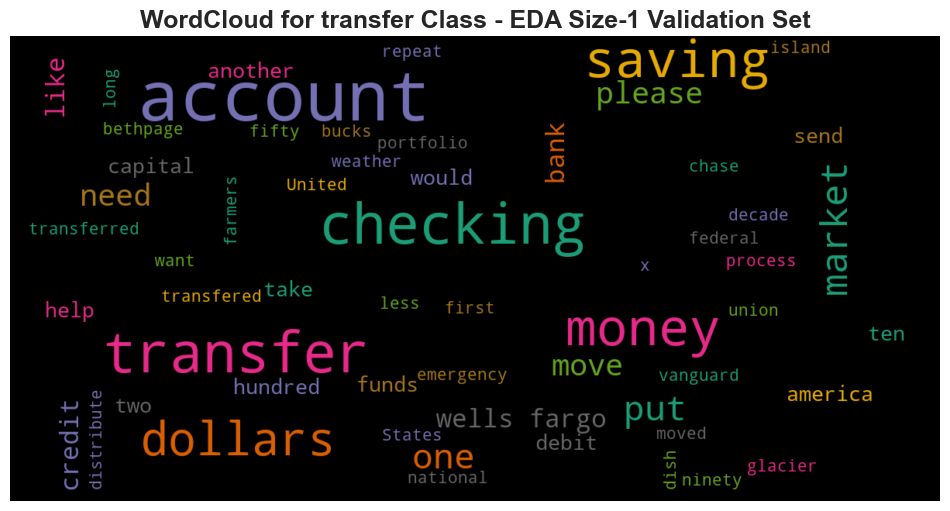 WordCloud for transfer Class - EDA Size-1 Validation Set
repeat
island
saving
another
like
long
account
please
bethpage
fifty
bucks
portfolio
bank
send
weather
capital
United
would
chase
market
need
farmers
checking
decade
transferred
federal
want
x
process
transfered
take
less
first
help
union
money
ten
transfer
move
vanguard
emergency
hundred
funds
america
two
credit
distribute
wells fargo
put
dollars
States
debit
moved
one
dish
glacier
national
ninety